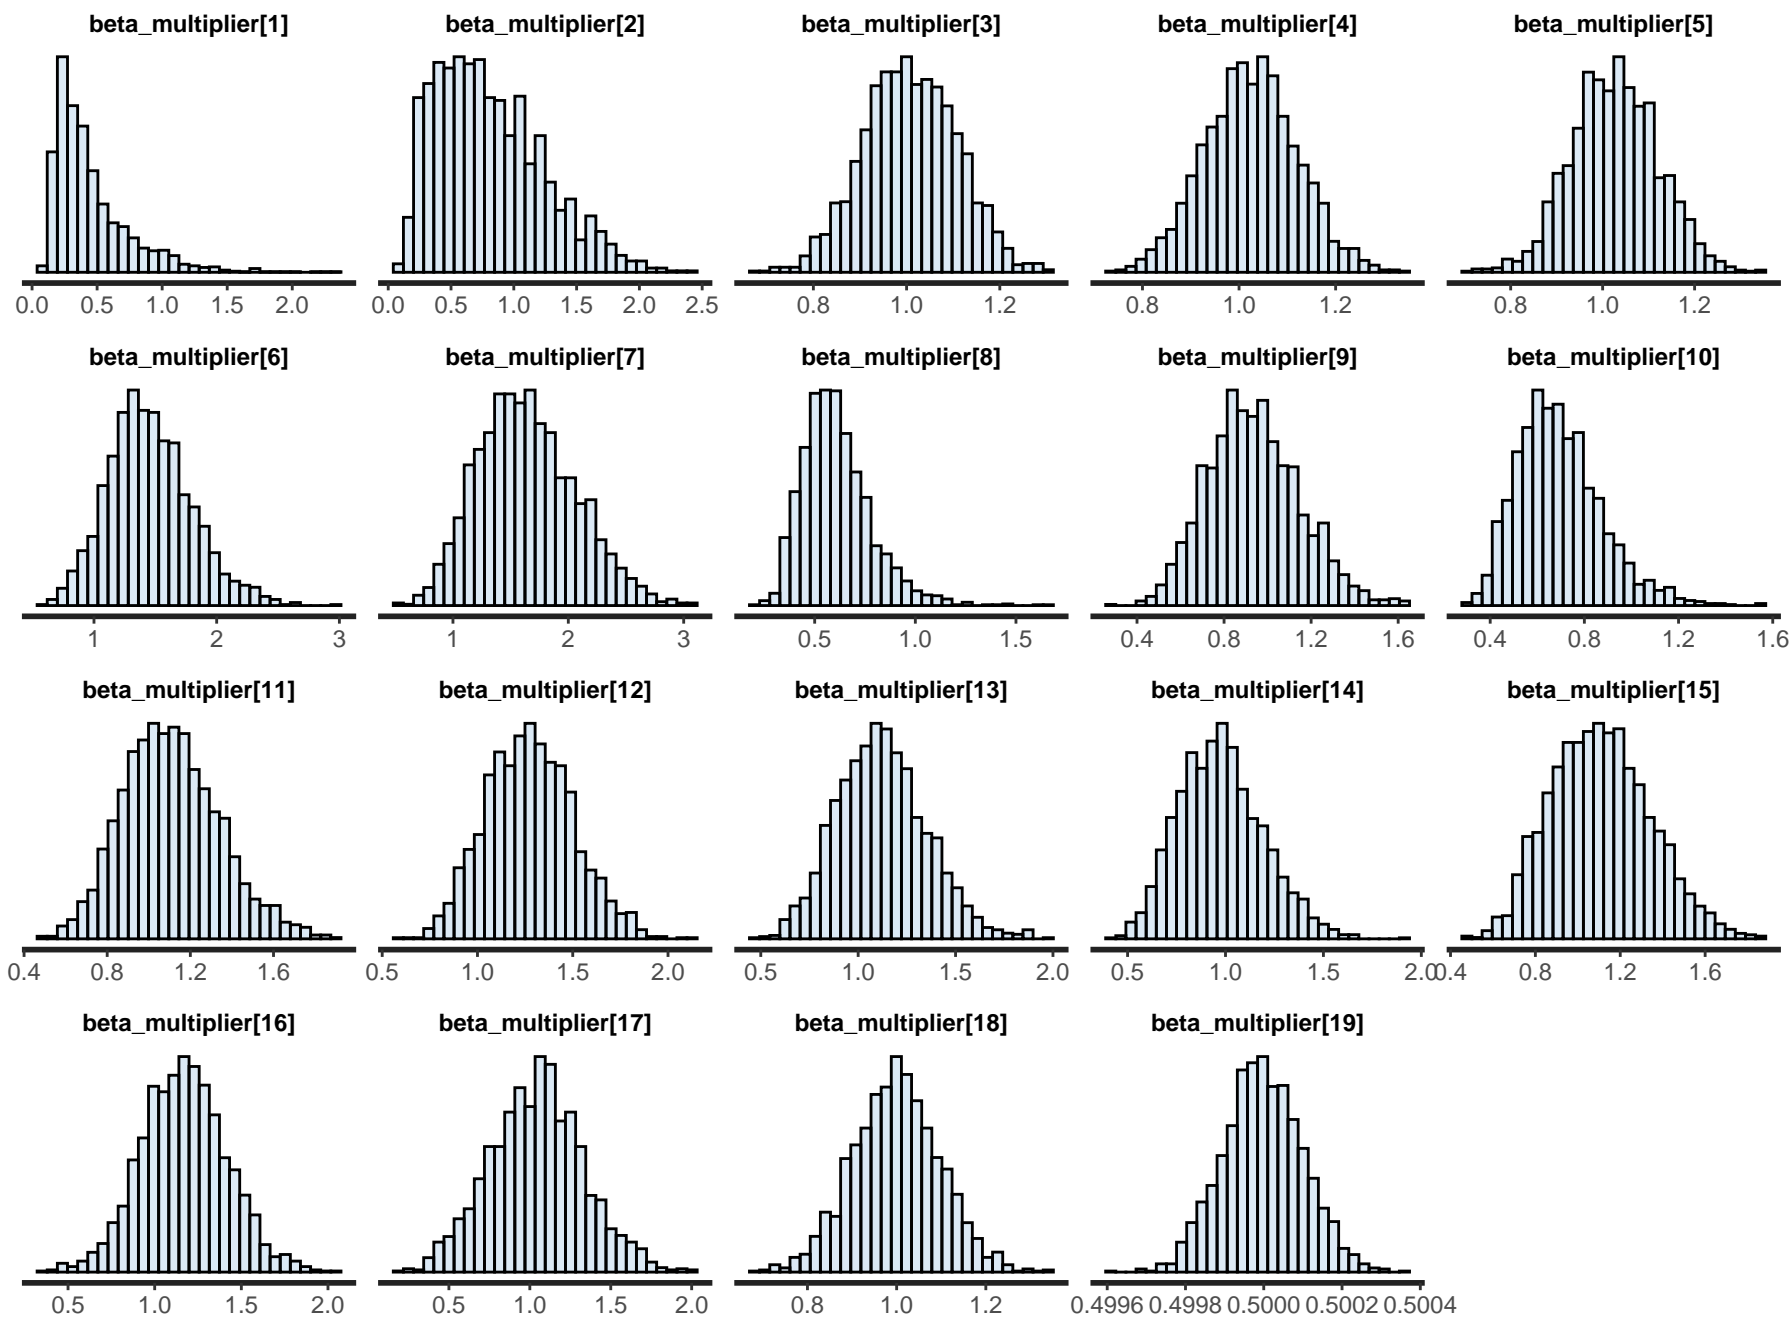 beta_multiplier[1] beta_multiplier[2] beta_multiplier[3] beta_multiplier[4] beta_multiplier[5]
0.0 0.5 1.0 1.5 2.0 0.0 0.5 1.0 1.5 2.0 2.5 0.8 1.0 1.2 0.8 1.0 1.2 0.8 1.0 1.2
beta_multiplier[6] beta_multiplier[7] beta_multiplier[8] beta_multiplier[9] beta_multiplier[10]
1 2 3 1 2 3 0.5 1.0 1.5 0.4 0.8 1.2 1.6 0.4 0.8 1.2 1.6
beta_multiplier[11] beta_multiplier[12] beta_multiplier[13] beta_multiplier[14] beta_multiplier[15]
0.4 0.8 1.2 1.6 0.5 1.0 1.5 2.0 0.5 1.0 1.5 2.0 0.5 1.0 1.5 2.0 0.4 0.8 1.2 1.6
beta_multiplier[16] beta_multiplier[17] beta_multiplier[18] beta_multiplier[19]
0.5 1.0 1.5 2.0 0.5 1.0 1.5 2.0 0.8 1.0 1.2 0.4996 0.4998 0.5000 0.5002 0.5004